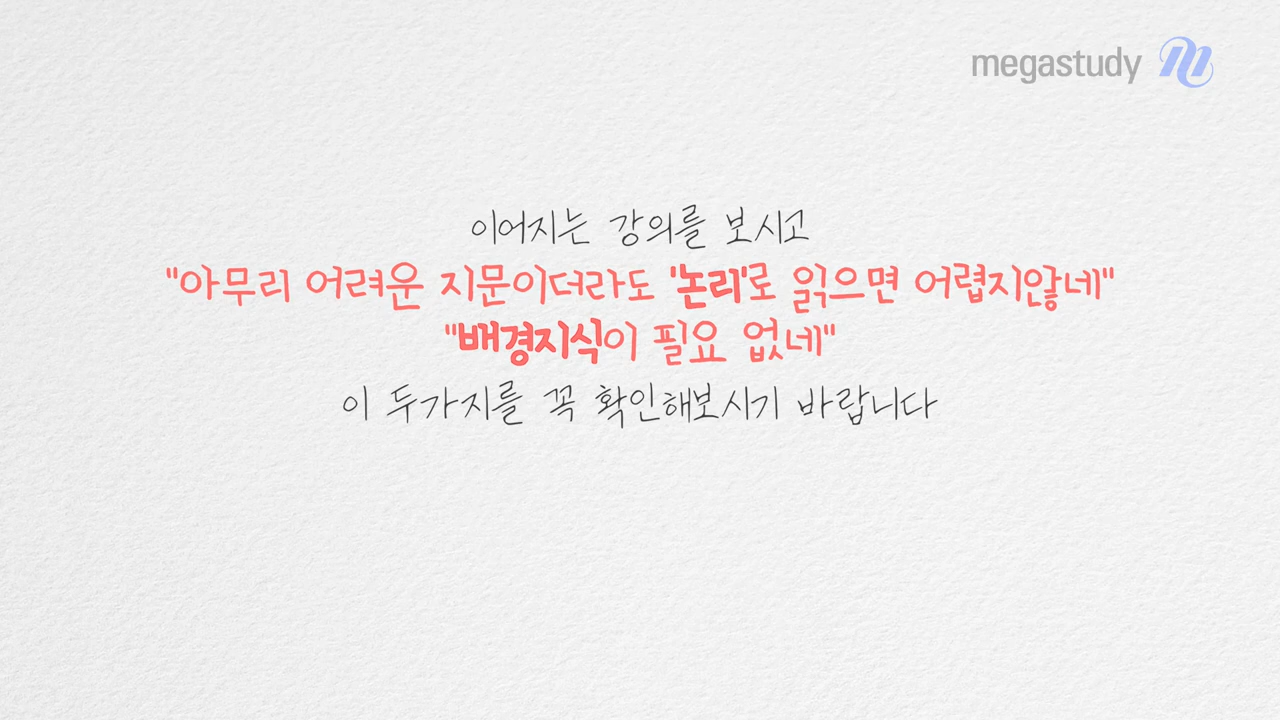 megastudy
이어지는 강의를 보시고
"아무리 어려운 지문이더라도 '논리'로 읽으면 어렵지않네"
"배경지식이 필요 없네"
이 두가지를 꼭 확인해보시기 바랍니다